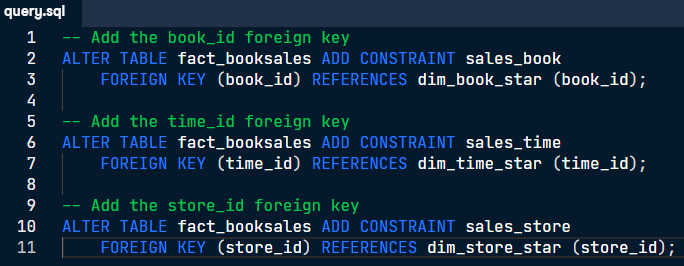 query.sql
1 -- Add the book_id foreign key
2 ALTER TABLE fact_booksales ADD CONSTRAINT sales_book
3 FOREIGN KEY (book_id) REFERENCES dim_book_star (book_id);
4
5 -- Add the time_id foreign key
6 ALTER TABLE fact_booksales ADD CONSTRAINT sales_time
7 FOREIGN KEY (time_id) REFERENCES dim_time_star (time_id);
8
9 -- Add the store_id foreign key
10 ALTER TABLE fact_booksales ADD CONSTRAINT sales_store
11 FOREIGN KEY (store_id) REFERENCES dim_store_star (store_id);